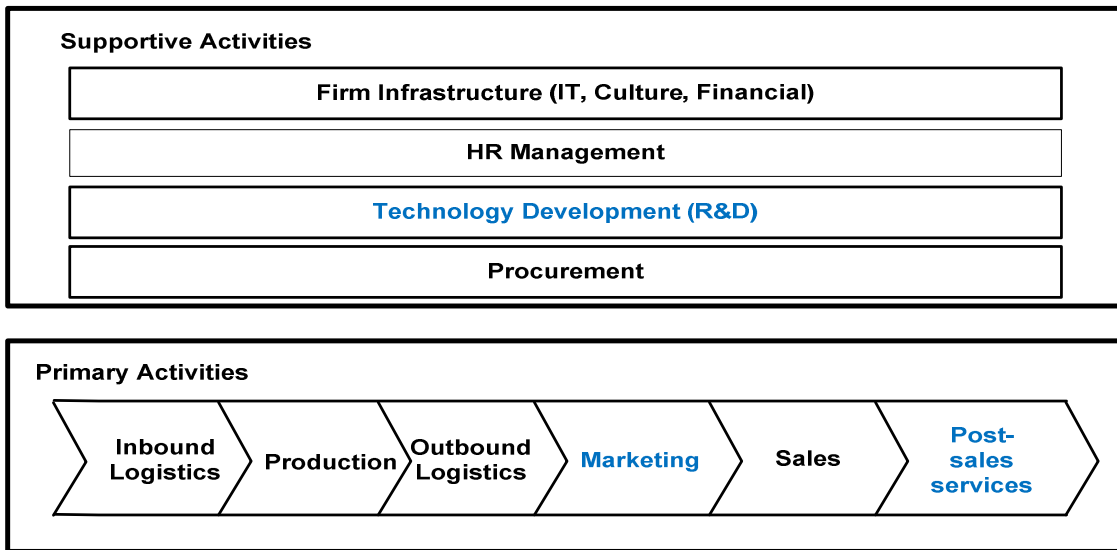 Supportive Activities
Firm Infrastructure (IT, Culture, Financial)
HR Management
Technology Development (R&D)
Procurement
Primary Activities
Inbound
Logistics
Production
Outbound
Logistics
Marketing
Sales
Post-
sales
services